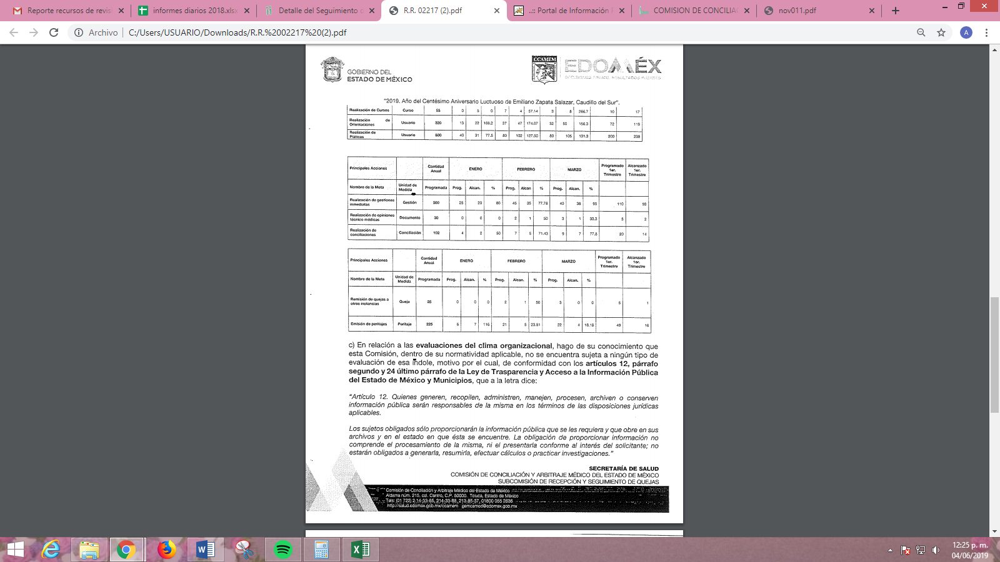 Reporte recursos de revis
informes diarios 2018.xlsx
Detalle del Seguimiento d
R.R. 02217 (2).pdf
..:: Portal de Información P
COMISION DE CONCILIAC
nov011.pdf
Archivo
C:/Users/USUARIO/Downloads/R.R.%2002217%20(2).pdf
A
GOBIERNO DEL
ESTADO DE MÉXICO
CCAMEM
EDOMÉX
DECISIONES FIRMES, RESULTADOS FUERTES
"2019. Año del Centésimo Aniversario Luctuoso de Emiliano Zapata Salazar, Caudillo del Sur".
Realización de Cursos Curso 55 0 5 0 7 4 57.14 3 8 266.7 10 17
Realización de Orientaciones Usuario 320 13 22 169.2 27 47 174.07 32 50 156.3 72 119
Realización de Pláticas Usuario 800 40 31 77.5 80 102 127.50 80 105 131.3 200 238
Principales Acciones Cantidad Anual ENERO FEBRERO MARZO Programado 1er. Trimestre Alcanzado 1er. Trimestre
Nombre de la Meta Unidad de Medida Programada Prog. Alcan. % Prog. Alcan % Prog. Alcan. %
Realización de gestiones inmediatas Gestión 500 25 20 80 45 35 77.78 40 38 95 110 93
Realización de opiniones técnico médicas Documento 30 0 0 0 2 1 50 3 1 33.3 5 2
Realización de conciliaciones Conciliación 102 4 2 50 7 5 71.43 9 7 77.8 20 14
Principales Acciones Cantidad Anual ENERO FEBRERO MARZO Programado 1er. Trimestre Alcanzado 1er. Trimestre
Nombre de la Meta Unidad de Medida Programada Prog. Alcan. % Prog. Alcan. % Prog. Alcan. %
Remisión de quejas a otras instancias Queja 25 0 0 0 2 1 50 3 0 0 5 1
Emisión de peritajes Peritaje 225 6 7 116 21 5 23.81 22 4 18.18 49 16
c) En relación a las evaluaciones del clima organizacional, hago de su conocimiento que
esta Comisión, dentro de su normatividad aplicable, no se encuentra sujeta a ningún tipo de
evaluación de esa índole, motivo por el cual, de conformidad con los artículos 12, párrafo
segundo y 24 último párrafo de la Ley de Trasparencia y Acceso a la Información Pública
del Estado de México y Municipios, que a la letra dice:
"Artículo 12. Quienes generen, recopilen, administren, manejen, procesen, archiven o conserven
información pública serán responsables de la misma en los términos de las disposiciones jurídicas
aplicables.
Los sujetos obligados sólo proporcionarán la información pública que se les requiera y que obre en sus
archivos y en el estado en que ésta se encuentre. La obligación de proporcionar información no
comprende el procesamiento de la misma, ni el presentarla conforme al interés del solicitante; no
estarán obligados a generarla, resumirla, efectuar cálculos o practicar investigaciones."
SECRETARÍA DE SALUD
COMISIÓN DE CONCILIACIÓN Y ARBITRAJE MÉDICO DEL ESTADO DE MÉXICO
SUBCOMISIÓN DE RECEPCIÓN Y SEGUIMIENTO DE QUEJAS
Comisión de Conciliación y Arbitraje Médico del Estado de México
Aldama núm. 215, col. Centro, C.P. 50000. Toluca, Estado de México
Tels: (01 722) 2 14-33-65, 214-33-88, 213-85-37, 01800 055 2636
http://salud.edomex.gob.mx/ccamem gemcamed@edomex.gob.mx
12:25 p. m.
04/06/2019